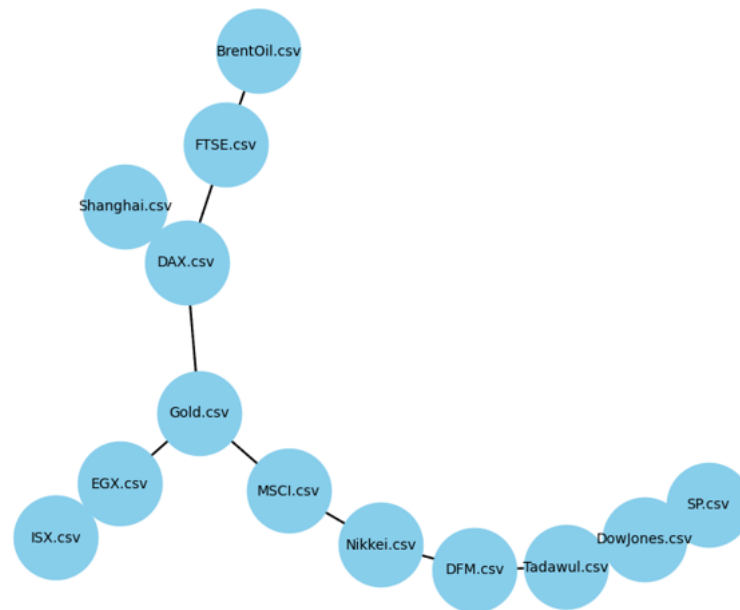 BrentOil.csv
FTSE.csv
Shanghai.csv
DAX.csv
Gold.csv
EGX.csv
MSCI.csv
SP.csv
ISX.csv
Nikkei.csv
DowJones.csv
DFM.csv
Tadawul.csv